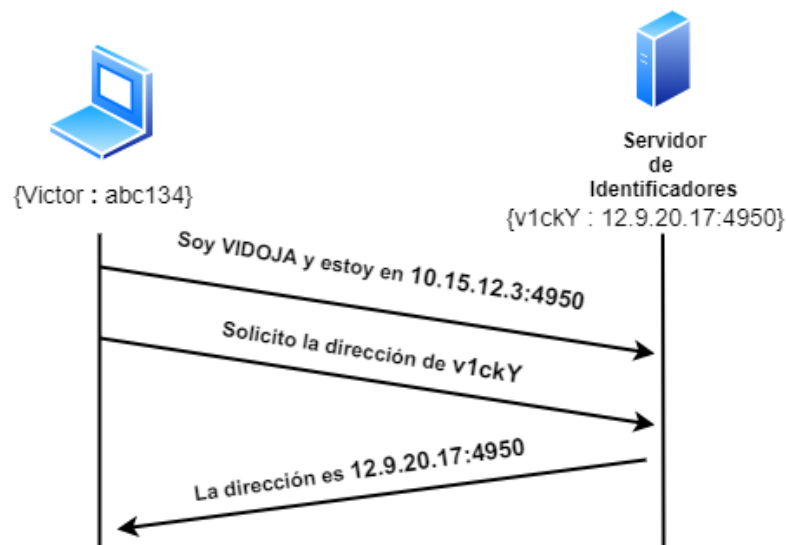 Servidor
de
Identificadores
{Victor : abc134}
{v1ckY : 12.9.20.17:4950}
Soy VIDOJA y estoy en 10.15.12.3:4950
Solicito la dirección de v1ckY
La dirección es 12.9.20.17:4950